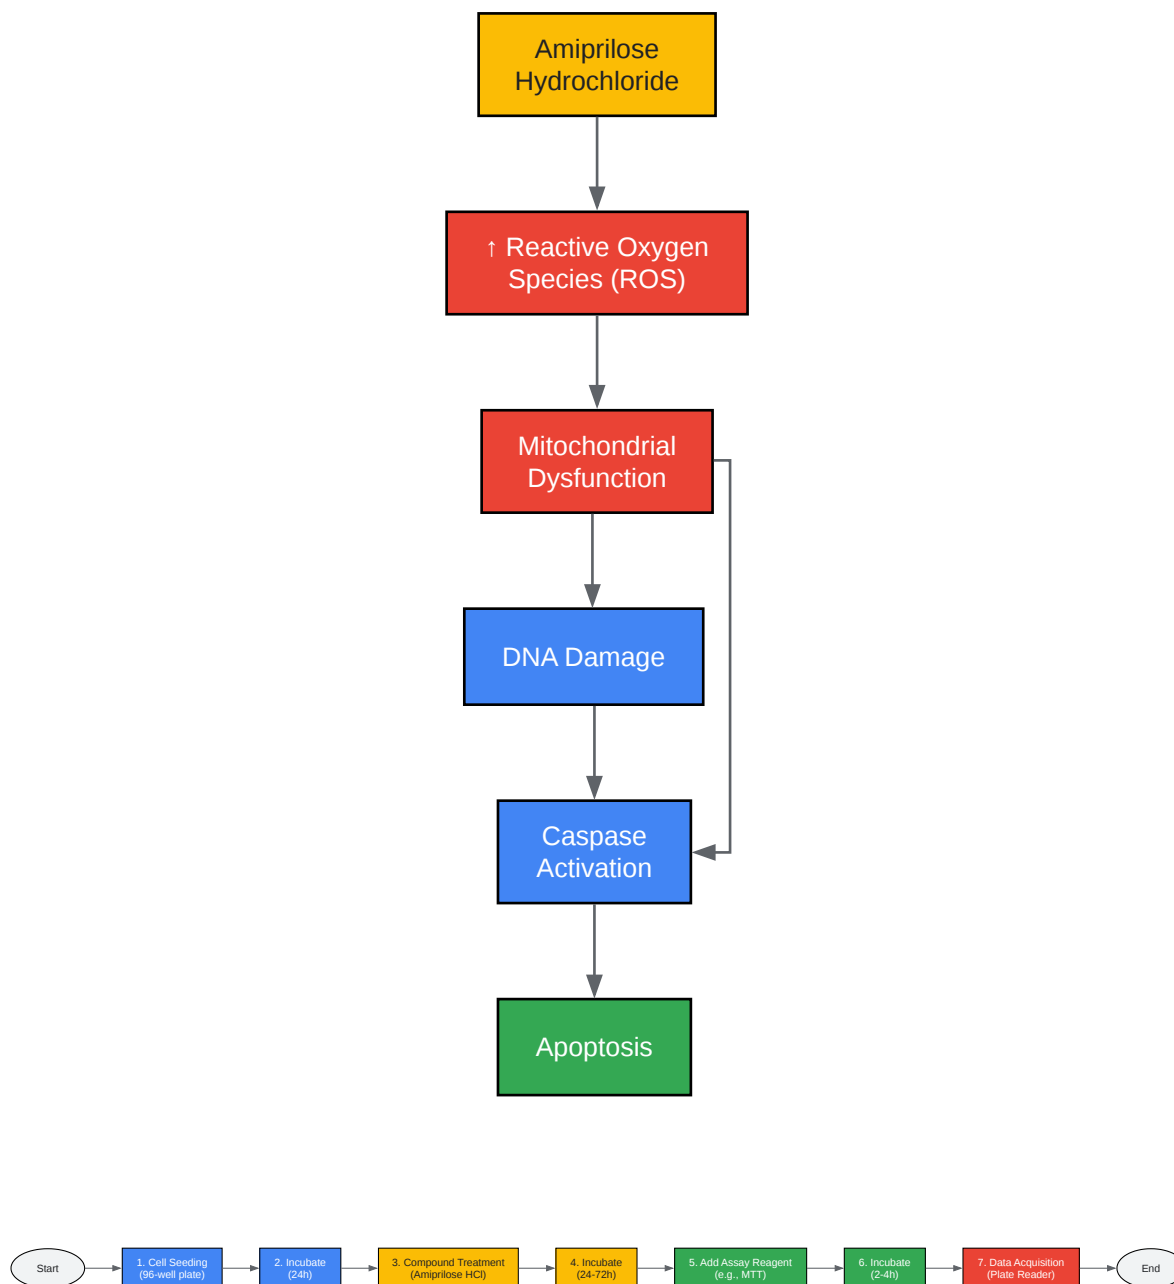 Amiprilose
Hydrochloride
↑ Reactive Oxygen
Species (ROS)
Mitochondrial
Dysfunction
DNA Damage
Caspase
Activation
Apoptosis
Start
1. Cell Seeding
(96-well plate)
2. Incubate
(24h)
3. Compound Treatment
(Amiprilose HCl)
4. Incubate
(24-72h)
5. Add Assay Reagent
(e.g., MTT)
6. Incubate
(2-4h)
7. Data Acquisition
(Plate Reader)
End